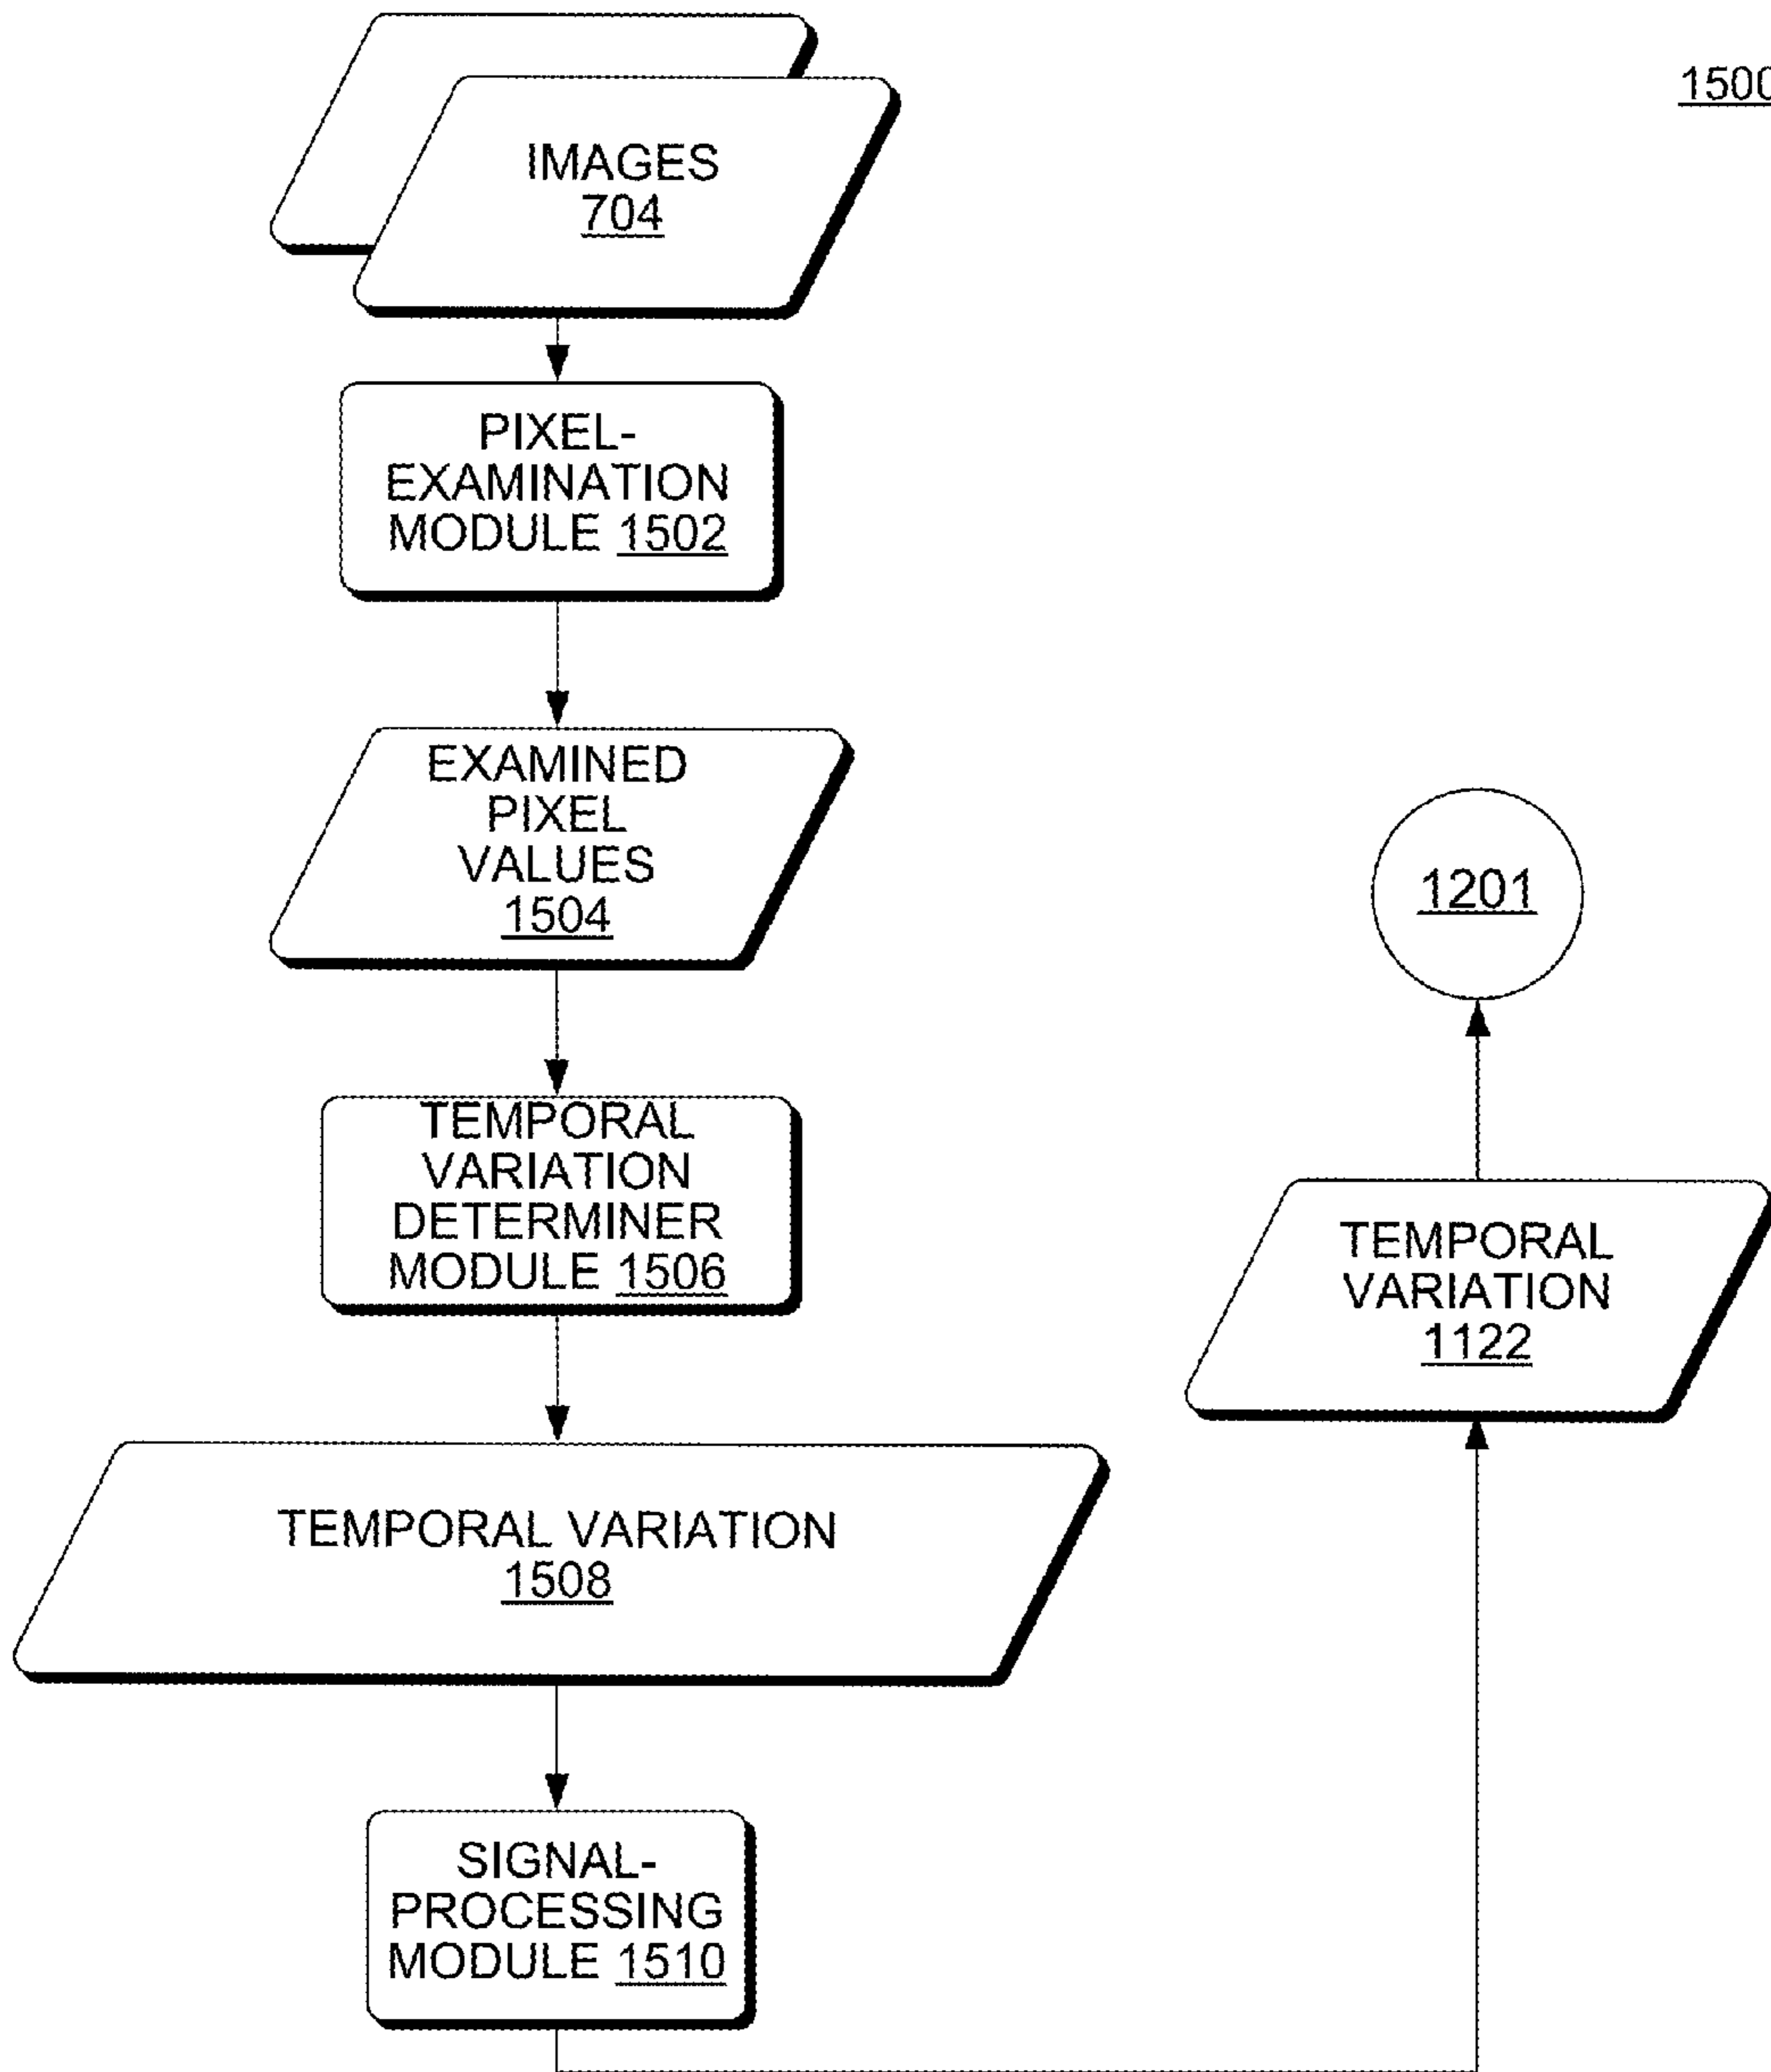 1500
IMAGES
704
PIXEL-
EXAMINATION
MODULE 1502
EXAMINED
PIXEL
VALUES
1504
TEMPORAL
VARIATION
DETERMINER
MODULE 1506
TEMPORAL VARIATION
1508
SIGNAL-
PROCESSING
MODULE 1510
TEMPORAL
VARIATION
1122
1201